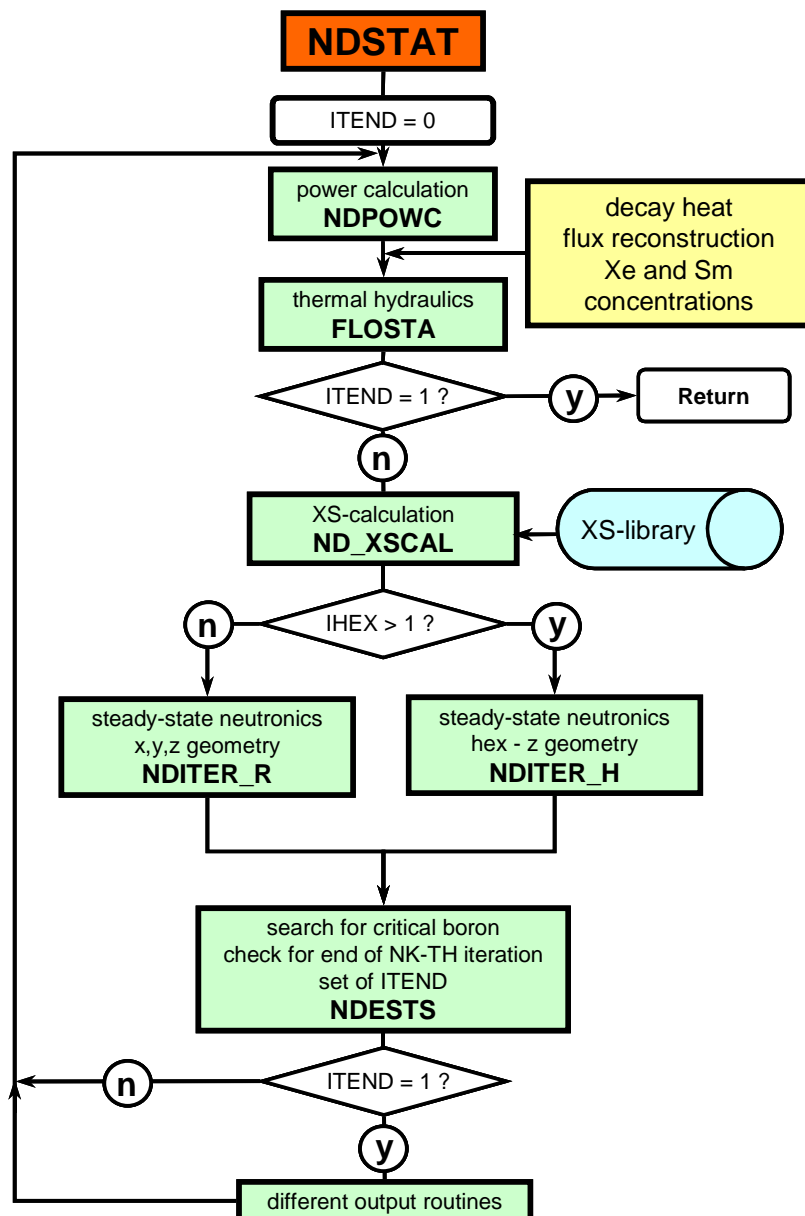 NDSTAT
ITEND = 0
power calculation
NDPOWC
decay heat
flux reconstruction
Xe and Sm
concentrations
thermal hydraulics
FLOSTA
ITEND = 1 ?
y
Return
n
XS-calculation
ND_XSCAL
XS-library
n
IHEX > 1 ?
y
steady-state neutronics
x,y,z geometry
NDITER_R
steady-state neutronics
hex - z geometry
NDITER_H
search for critical boron
check for end of NK-TH iteration
set of ITEND
NDESTS
n
ITEND = 1 ?
y
different output routines